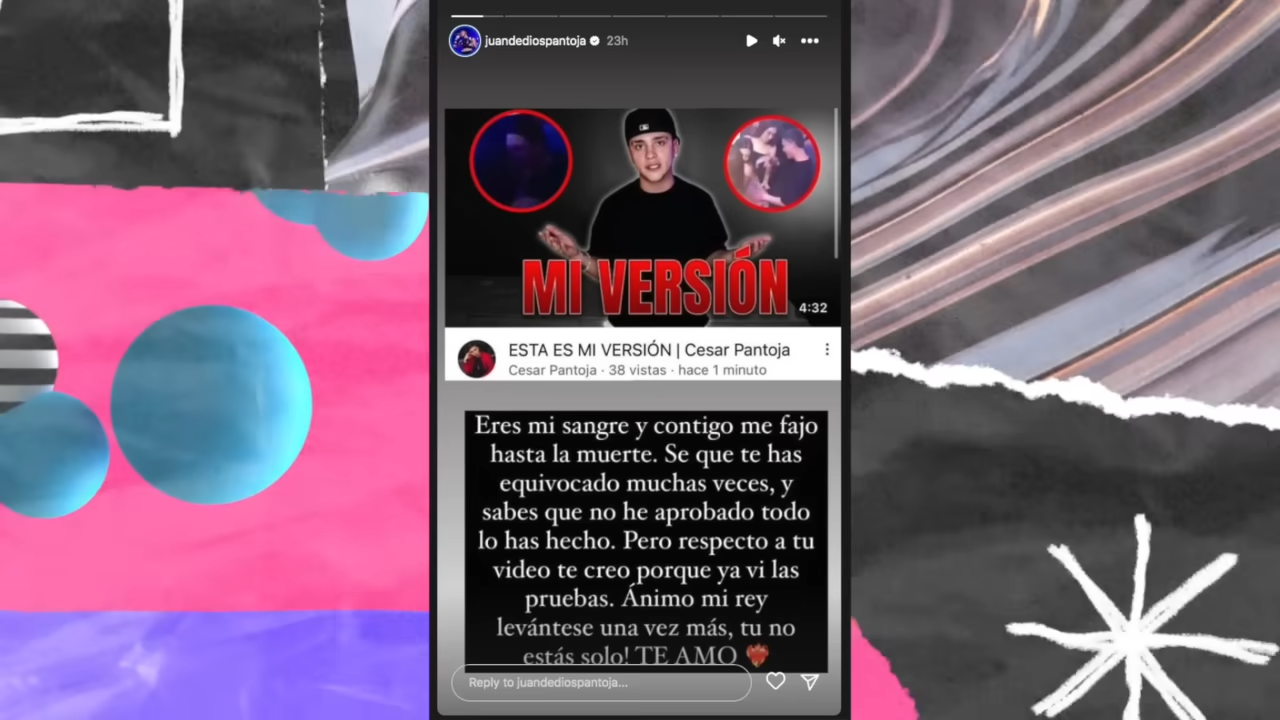 juandediospantoja 23h
MI VERSIÓN
4:32
ESTA ES MI VERSIÓN | Cesar Pantoja
Cesar Pantoja · 38 vistas · hace 1 minuto
Eres mi sangre y contigo me fajo
hasta la muerte. Se que te has
equivocado muchas veces, y
sabes que no he aprobado todo
lo has hecho. Pero respecto a tu
video te creo porque ya vi las
pruebas. Ánimo mi rey
levántese una vez más, tu no
estás solo! TE AMO ❤️‍🔥
Reply to juandediospantoja...